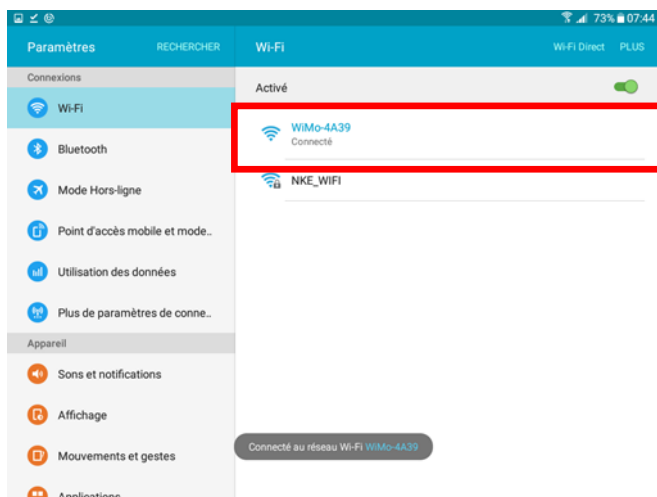 73% 07:44
Paramètres RECHERCHER Wi-Fi Wi-Fi Direct PLUS
Connexions
Wi-Fi
Bluetooth
Mode Hors-ligne
Point d'accès mobile et mode..
Utilisation des données
Plus de paramètres de conne..
Appareil
Sons et notifications
Affichage
Mouvements et gestes
Applications
Activé
WiMo-4A39
Connecté
NKE_WIFI
Connecté au réseau Wi-Fi WiMo-4A39